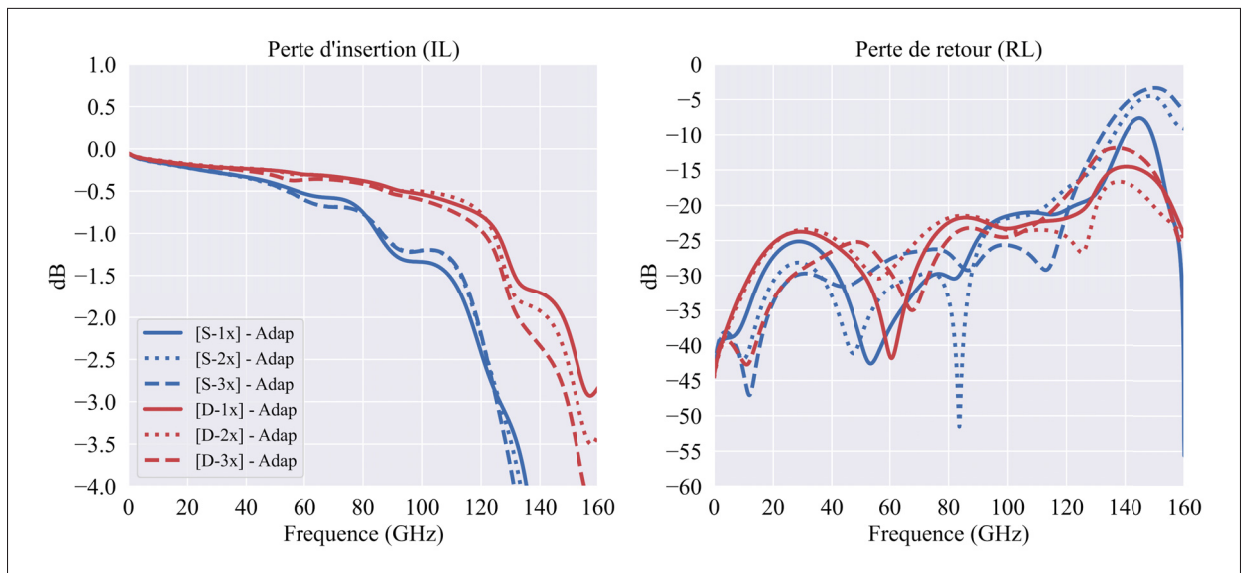 Perte d'insertion (IL)
1.0
0.5
0.0
−0.5
−1.0
−1.5
−2.0
−2.5
−3.0
−3.5
−4.0
dB
[S-1x] - Adap
[S-2x] - Adap
[S-3x] - Adap
[D-1x] - Adap
[D-2x] - Adap
[D-3x] - Adap
0 20 40 60 80 100 120 140 160
Frequence (GHz)
Perte de retour (RL)
0
−5
−10
−15
−20
−25
−30
−35
−40
−45
−50
−55
−60
dB
0 20 40 60 80 100 120 140 160
Frequence (GHz)